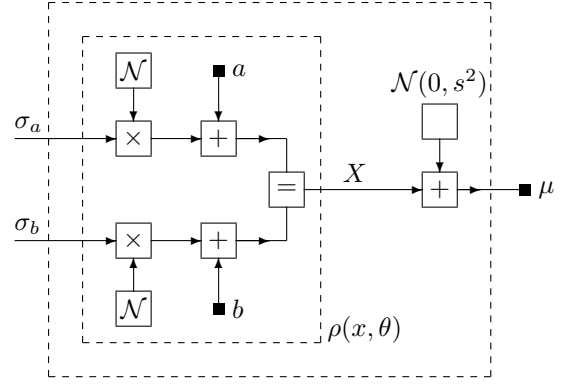 𝒩
a
𝒩(0, s²)
σ_a
×
+
=
X
+
μ
σ_b
×
+
𝒩
b
ρ(x, θ)